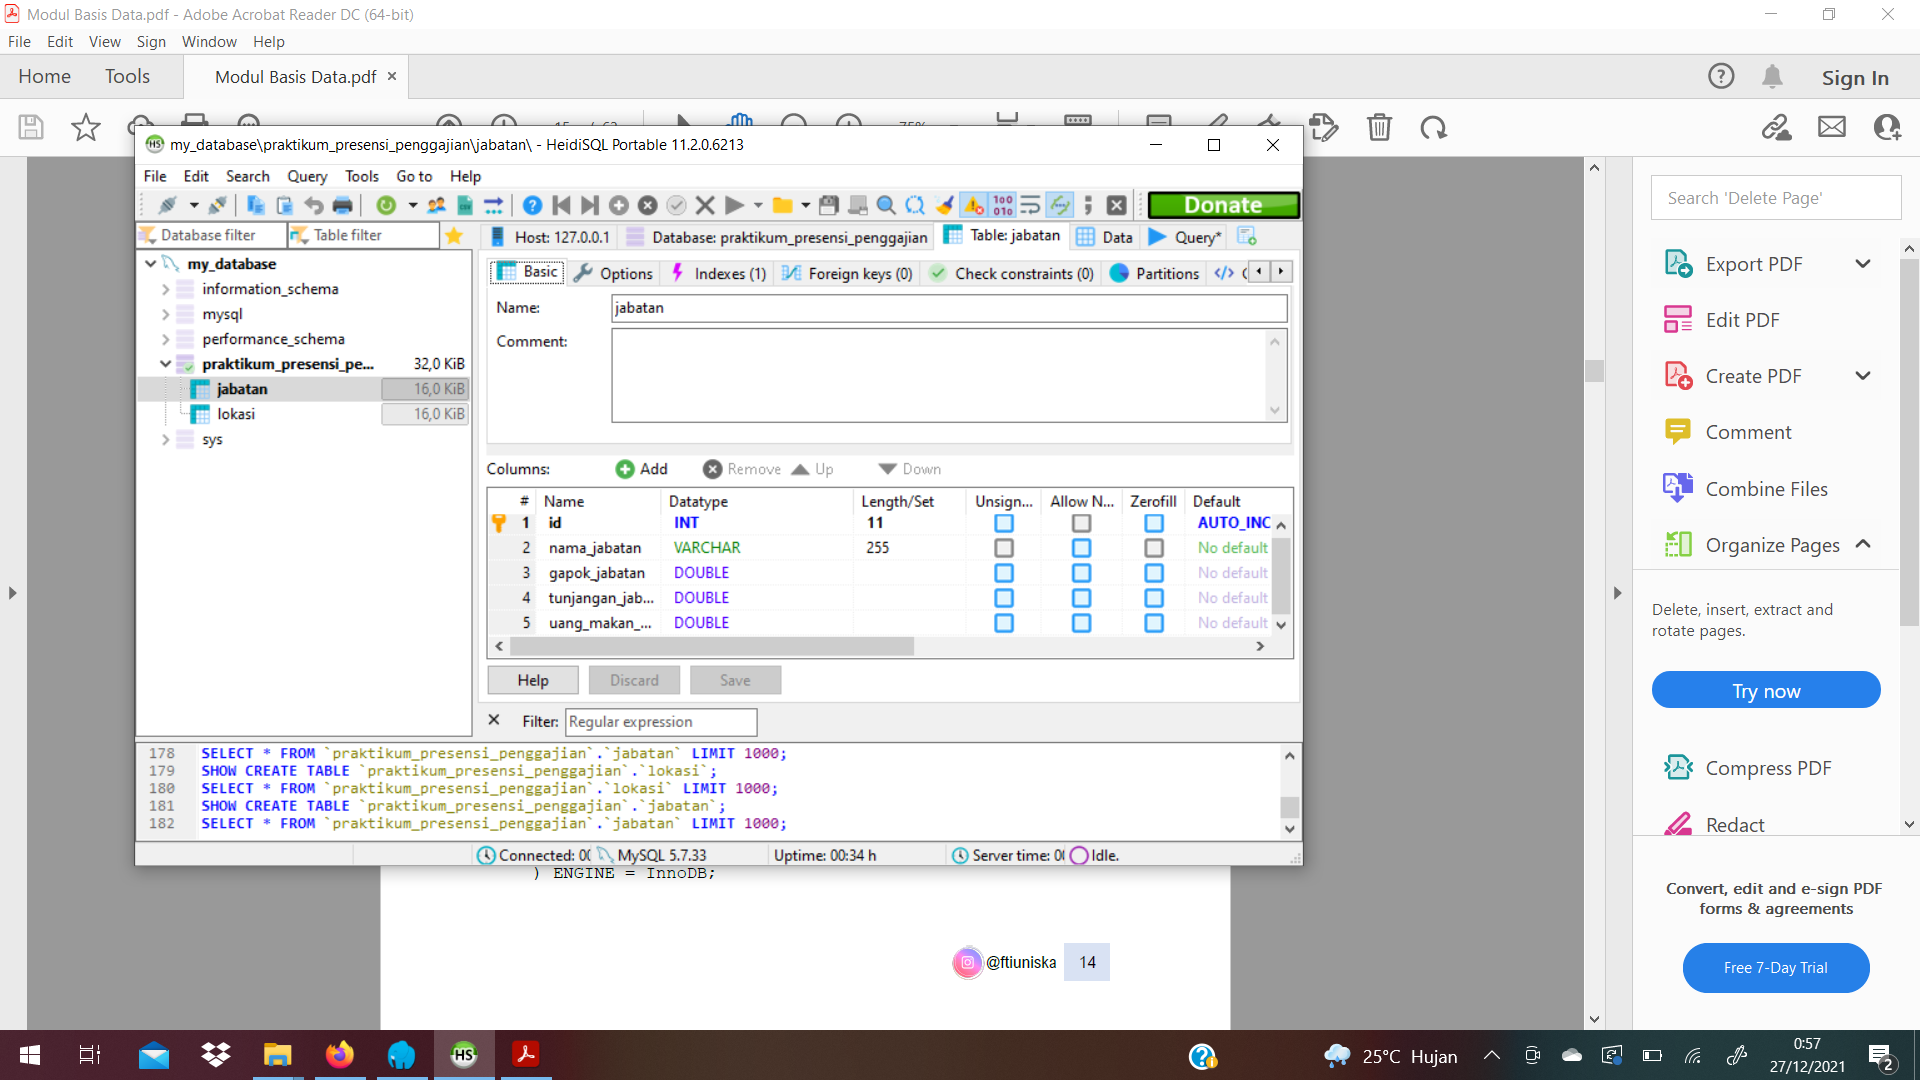 Modul Basis Data.pdf - Adobe Acrobat Reader DC (64-bit)
File Edit View Sign Window Help
Home Tools Modul Basis Data.pdf × Sign In
my_database\praktikum_presensi_penggajian\jabatan\ - HeidiSQL Portable 11.2.0.6213
File Edit Search Query Tools Go to Help
Donate
Database filter Table filter Host: 127.0.0.1 Database: praktikum_presensi_penggajian Table: jabatan Data Query*
my_database
information_schema
mysql
performance_schema
praktikum_presensi_pe... 32,0 KiB
jabatan 16,0 KiB
lokasi 16,0 KiB
sys
Basic Options Indexes (1) Foreign keys (0) Check constraints (0) Partitions
Name: jabatan
Comment:
Columns: Add Remove Up Down
# Name Datatype Length/Set Unsign... Allow N... Zerofill Default
1 id INT 11 AUTO_INC
2 nama_jabatan VARCHAR 255 No default
3 gapok_jabatan DOUBLE No default
4 tunjangan_jab... DOUBLE No default
5 uang_makan_... DOUBLE No default
Help Discard Save
Filter: Regular expression
178 SELECT * FROM `praktikum_presensi_penggajian`.`jabatan` LIMIT 1000;
179 SHOW CREATE TABLE `praktikum_presensi_penggajian`.`lokasi`;
180 SELECT * FROM `praktikum_presensi_penggajian`.`lokasi` LIMIT 1000;
181 SHOW CREATE TABLE `praktikum_presensi_penggajian`.`jabatan`;
182 SELECT * FROM `praktikum_presensi_penggajian`.`jabatan` LIMIT 1000;
Connected: 00 MySQL 5.7.33 Uptime: 00:34 h Server time: Idle.
) ENGINE = InnoDB;
@ftiuniska 14
Search 'Delete Page'
Export PDF
Edit PDF
Create PDF
Comment
Combine Files
Organize Pages
Delete, insert, extract and
rotate pages.
Try now
Compress PDF
Redact
Convert, edit and e-sign PDF
forms & agreements
Free 7-Day Trial
HS
25°C Hujan
0:57
27/12/2021
2